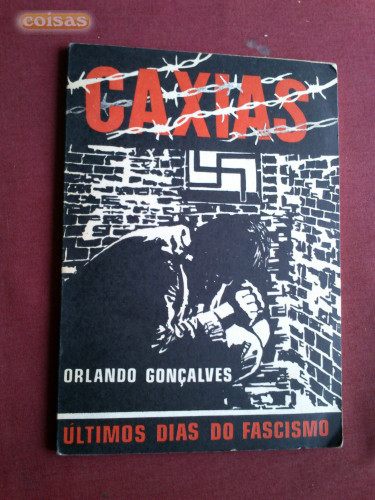 coisas
CAXIAS
ORLANDO GONÇALVES
ÚLTIMOS DIAS DO FASCISMO